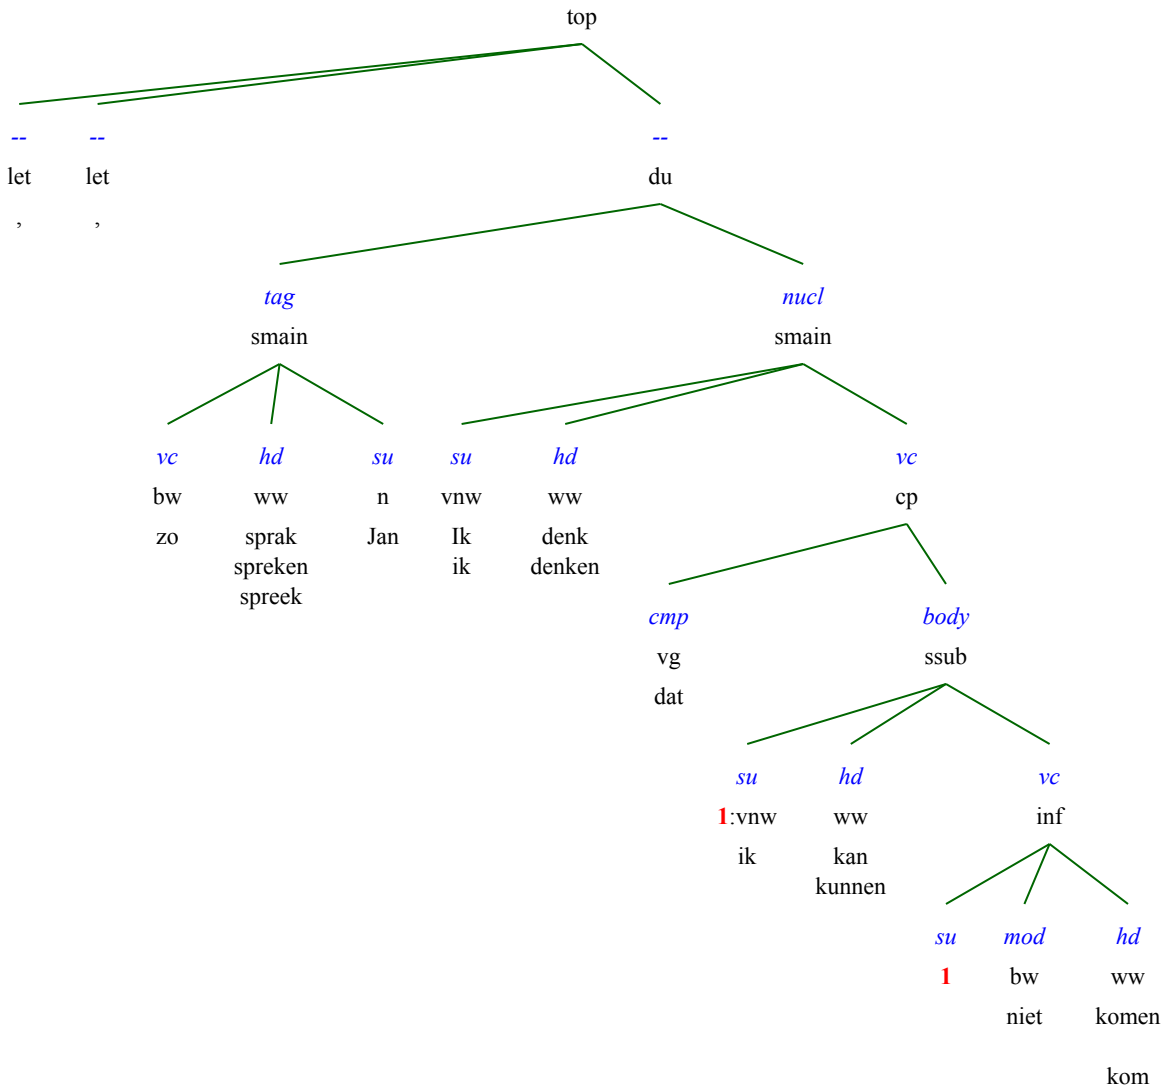 top
-- -- --
let let du
, ,
tag nucl
smain smain
vc hd su su hd vc
bw ww n vnw ww cp
zo sprak Jan Ik denk
spreken ik denken
spreek
cmp body
vg ssub
dat
su hd vc
1:vnw ww inf
ik kan
kunnen
su mod hd
1 bw ww
niet komen
kom